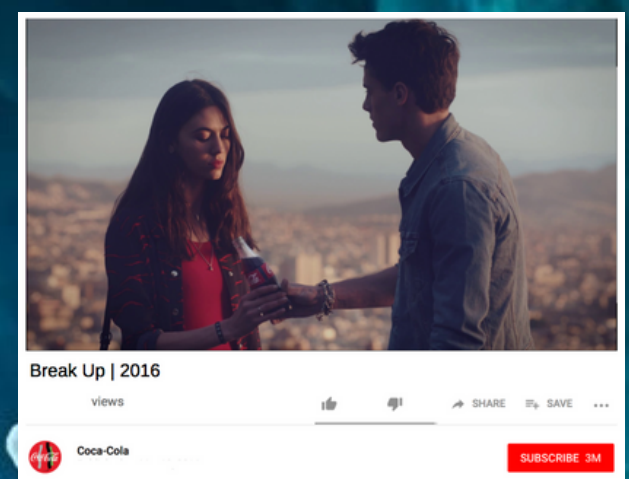 Break Up | 2016
views
SHARE SAVE
Coca-Cola
SUBSCRIBE 3M